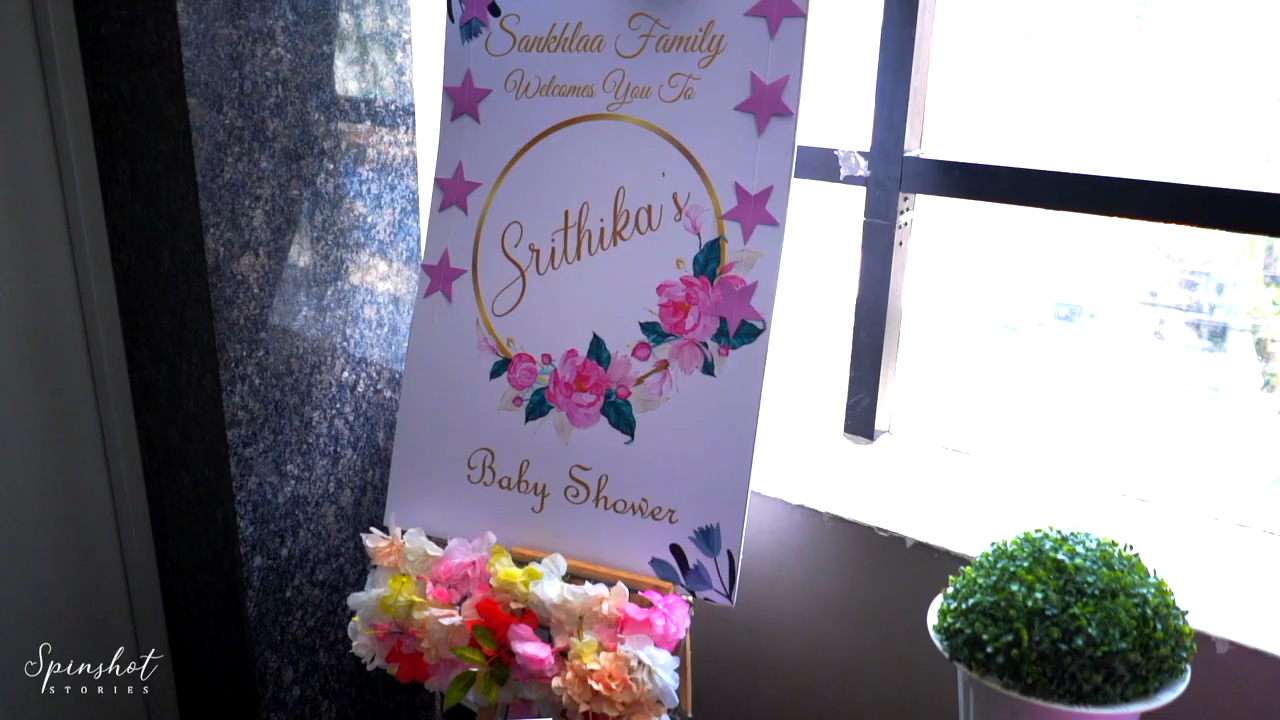 Sankhlaa Family
Welcomes You To
Srithika's
Baby Shower
Spinshot
STORIES